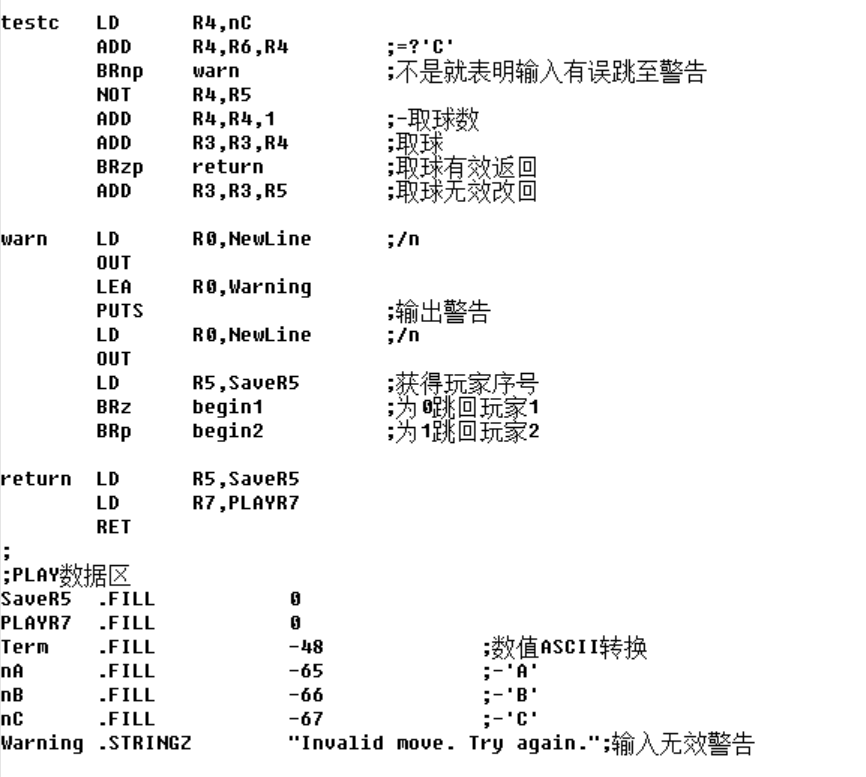 testc LD R4,nC
ADD R4,R6,R4 ;=?'C'
BRnp warn ;不是就表明输入有误跳至警告
NOT R4,R5
ADD R4,R4,1 ;-取球数
ADD R3,R3,R4 ;取球
BRzp return ;取球有效返回
ADD R3,R3,R5 ;取球无效改回
warn LD R0,NewLine ;/n
OUT
LEA R0,Warning
PUTS ;输出警告
LD R0,NewLine ;/n
OUT
LD R5,SaveR5 ;获得玩家序号
BRz begin1 ;为0跳回玩家1
BRp begin2 ;为1跳回玩家2
return LD R5,SaveR5
LD R7,PLAYR7
RET
;
;PLAY数据区
SaveR5 .FILL 0
PLAYR7 .FILL 0
Term .FILL -48 ;数值ASCII转换
nA .FILL -65 ;-'A'
nB .FILL -66 ;-'B'
nC .FILL -67 ;-'C'
Warning .STRINGZ "Invalid move. Try again.";输入无效警告